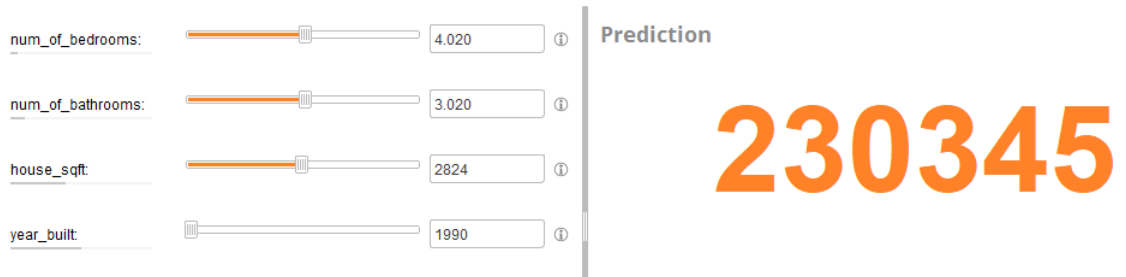 num_of_bedrooms: 4.020
num_of_bathrooms: 3.020
house_sqft: 2824
year_built: 1990
Prediction
230345